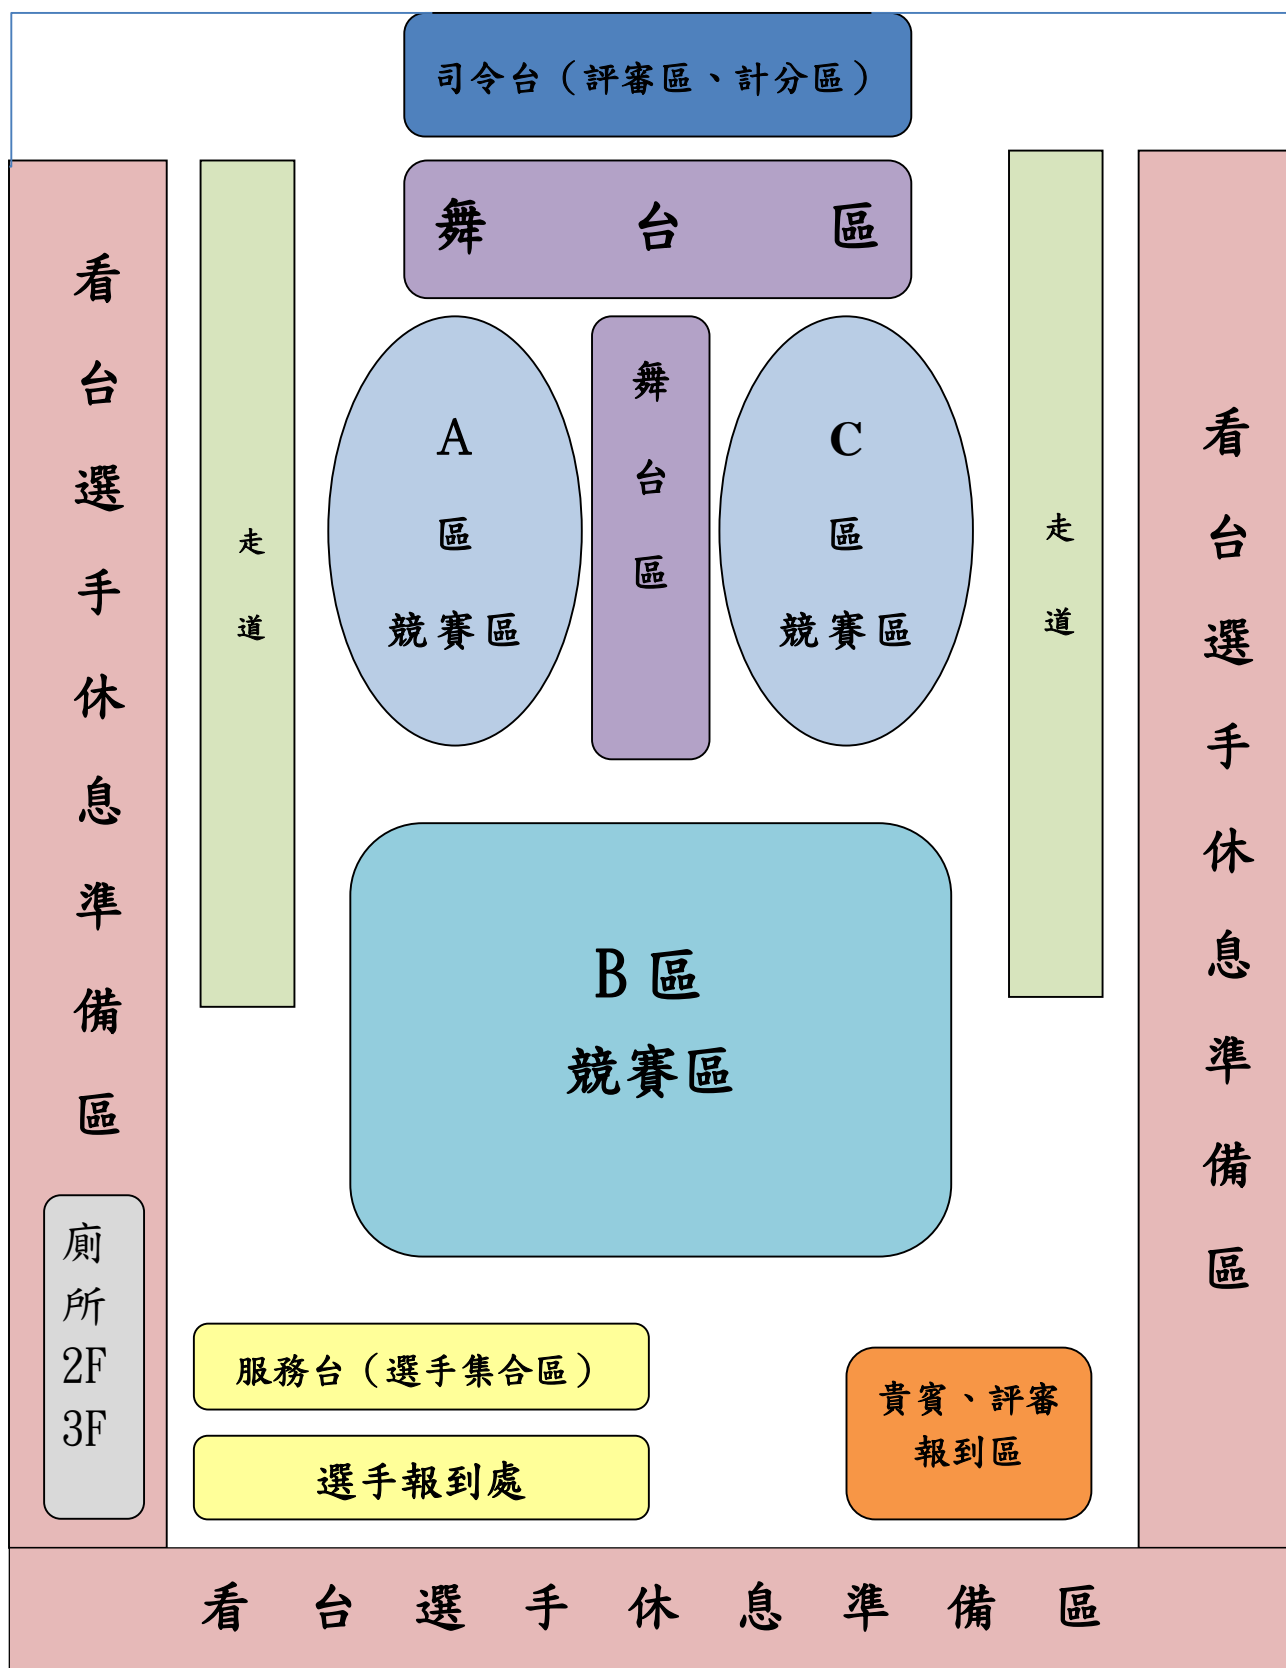 司令台（評審區、計分區）
舞台區
看台選手休息準備區
走道
A
區
競賽區
舞台區
C
區
競賽區
走道
看台選手休息準備區
B 區
競賽區
廁所
2F
3F
服務台（選手集合區）
選手報到處
貴賓、評審
報到區
看台選手休息準備區